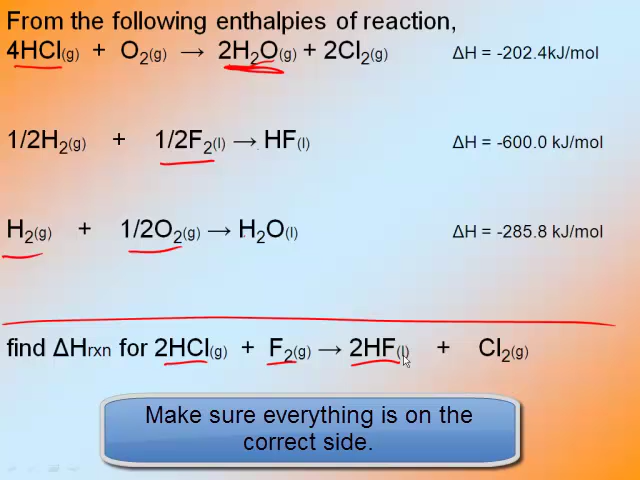 From the following enthalpies of reaction,
4HCl(g) + O2(g) → 2H2O(g) + 2Cl2(g) ΔH = -202.4kJ/mol
1/2H2(g) + 1/2F2(l) → HF(l) ΔH = -600.0 kJ/mol
H2(g) + 1/2O2(g) → H2O(l) ΔH = -285.8 kJ/mol
find ΔHrxn for 2HCl(g) + F2(g) → 2HF(l) + Cl2(g)
Make sure everything is on the
correct side.